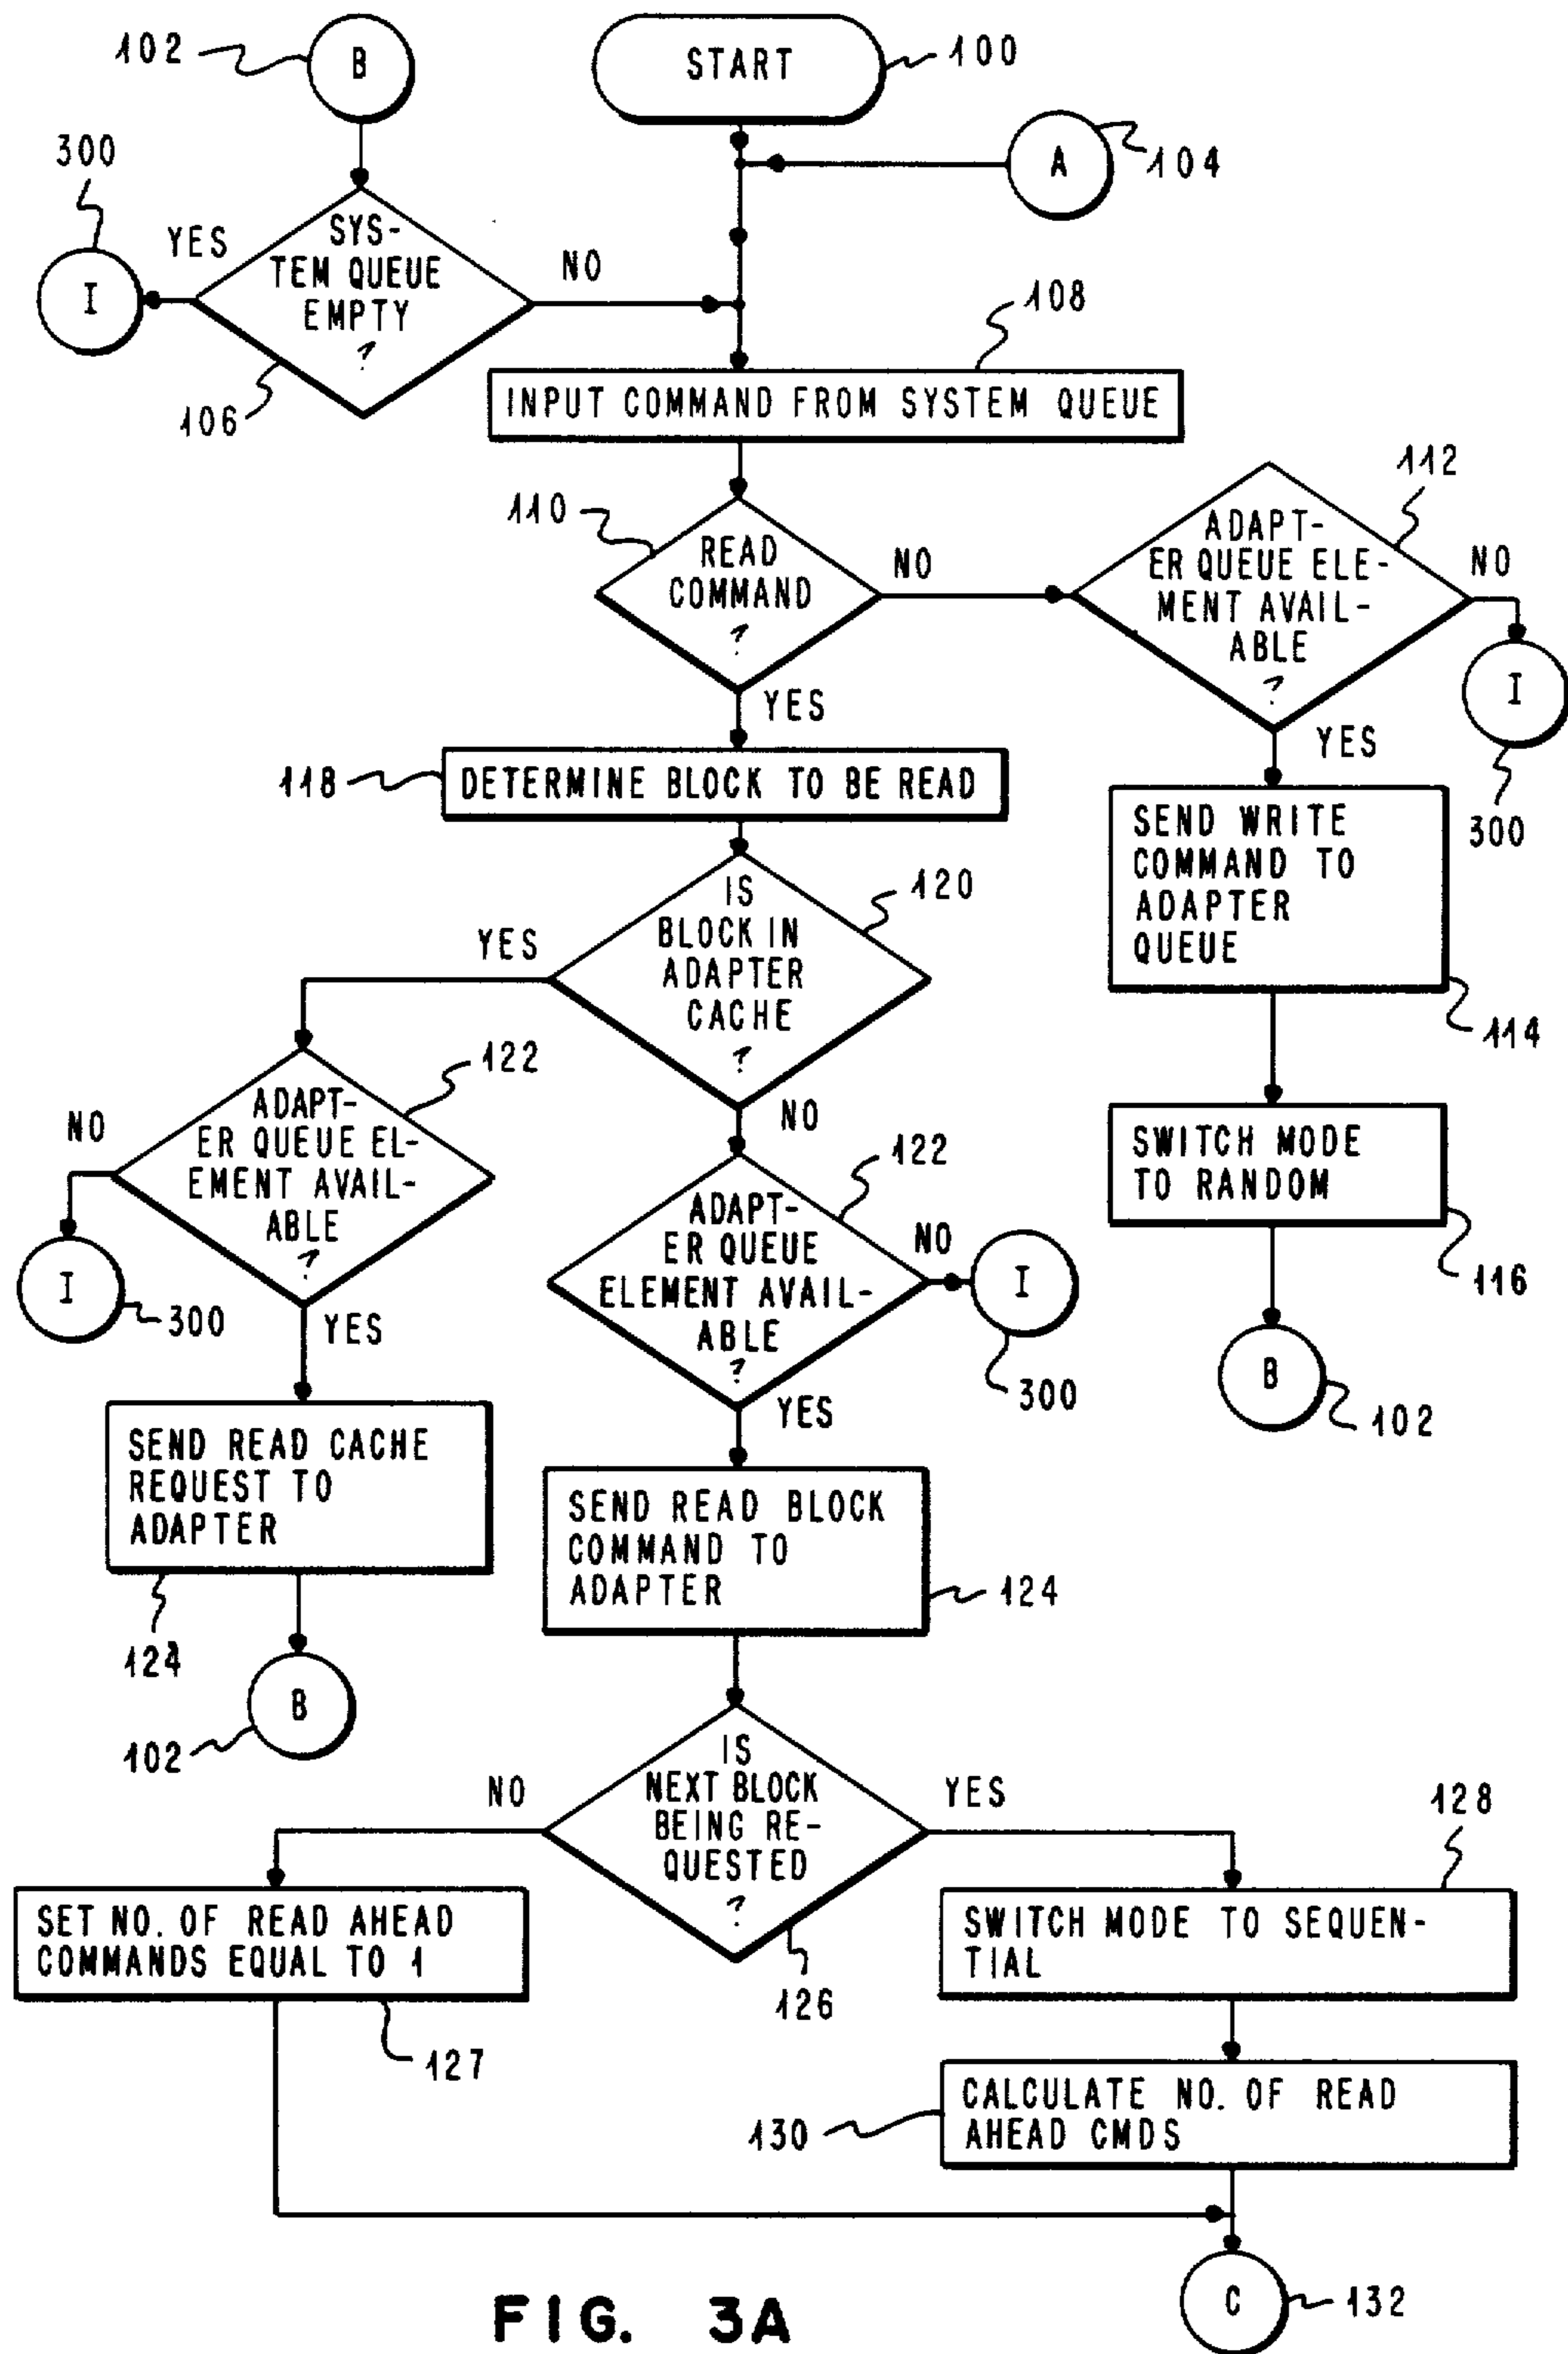 102
B
START
100
A
104
300
I
YES
SYS-
TEM QUEUE
EMPTY
?
NO
106
108
INPUT COMMAND FROM SYSTEM QUEUE
110
READ
COMMAND
?
NO
YES
112
ADAPT-
ER QUEUE ELE-
MENT AVAIL-
ABLE
?
NO
I
300
YES
118
DETERMINE BLOCK TO BE READ
SEND WRITE
COMMAND TO
ADAPTER
QUEUE
114
IS
BLOCK IN
ADAPTER
CACHE
?
120
YES
NO
SWITCH MODE
TO RANDOM
116
B
102
122
ADAPT-
ER QUEUE EL-
EMENT AVAIL-
ABLE
?
NO
I
300
YES
122
ADAPT-
ER QUEUE
ELEMENT AVAIL-
ABLE
?
NO
I
300
YES
SEND READ CACHE
REQUEST TO
ADAPTER
124
B
102
SEND READ BLOCK
COMMAND TO
ADAPTER
124
IS
NEXT BLOCK
BEING RE-
QUESTED
?
NO
YES
126
128
SET NO. OF READ AHEAD
COMMANDS EQUAL TO 1
127
SWITCH MODE TO SEQUEN-
TIAL
130
CALCULATE NO. OF READ
AHEAD CMDS
C
132
FIG. 3A